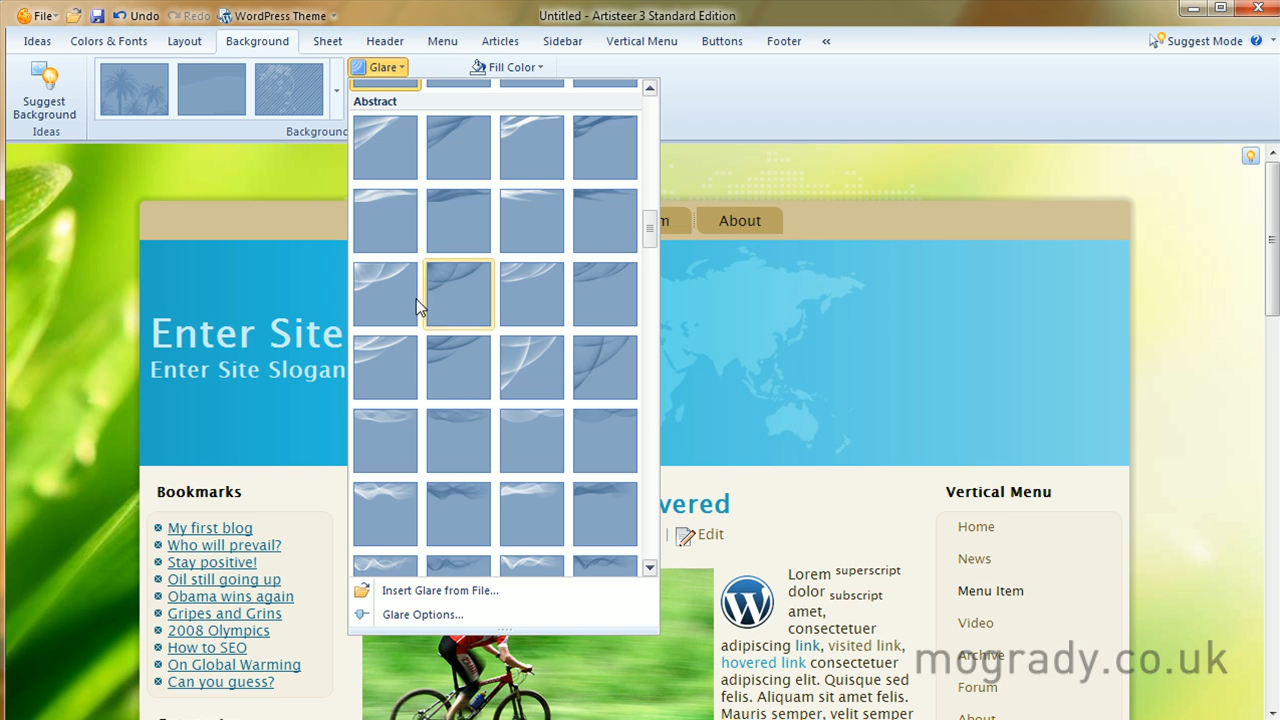 File
Undo
Redo
WordPress Theme
Untitled - Artisteer 3 Standard Edition
Ideas
Colors & Fonts
Layout
Background
Sheet
Header
Menu
Articles
Sidebar
Vertical Menu
Buttons
Footer
«
Suggest Mode
Suggest
Background
Ideas
Background
Glare
Fill Color
Abstract
m
About
Enter Site
Enter Site Slogan
Bookmarks
My first blog
Who will prevail?
Stay positive!
Oil still going up
Obama wins again
Gripes and Grins
2008 Olympics
How to SEO
On Global Warming
Can you guess?
Insert Glare from File...
Glare Options...
vered
| Edit
Lorem superscript
dolor subscript
amet,
consectetuer
adipiscing link, visited link,
hovered link consectetuer
adipiscing elit. Quisque sed
felis. Aliquam sit amet felis.
Mauris semper, velit semper
Vertical Menu
Home
News
Menu Item
Video
Archive
Forum
About
mogrady.co.uk